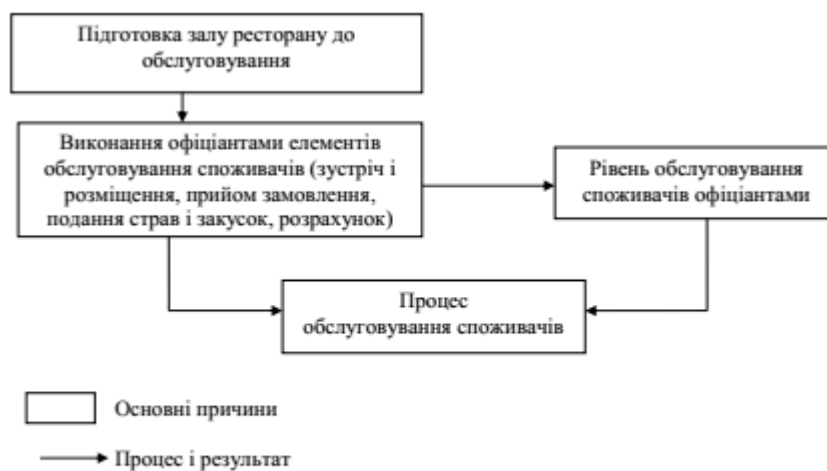 Підготовка залу ресторану до
обслуговування
Виконання офіціантами елементів
обслуговування споживачів (зустріч і
розміщення, прийом замовлення,
подання страв і закусок, розрахунок)
Рівень обслуговування
споживачів офіціантами
Процес
обслуговування споживачів
Основні причини
Процес і результат